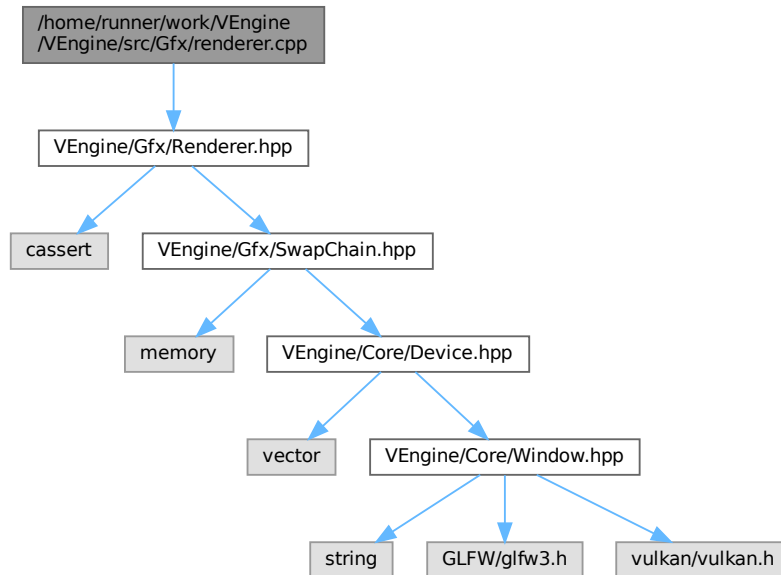 /home/runner/work/VEngine
/VEngine/src/Gfx/renderer.cpp
VEngine/Gfx/Renderer.hpp
cassert
VEngine/Gfx/SwapChain.hpp
memory
VEngine/Core/Device.hpp
vector
VEngine/Core/Window.hpp
string
GLFW/glfw3.h
vulkan/vulkan.h